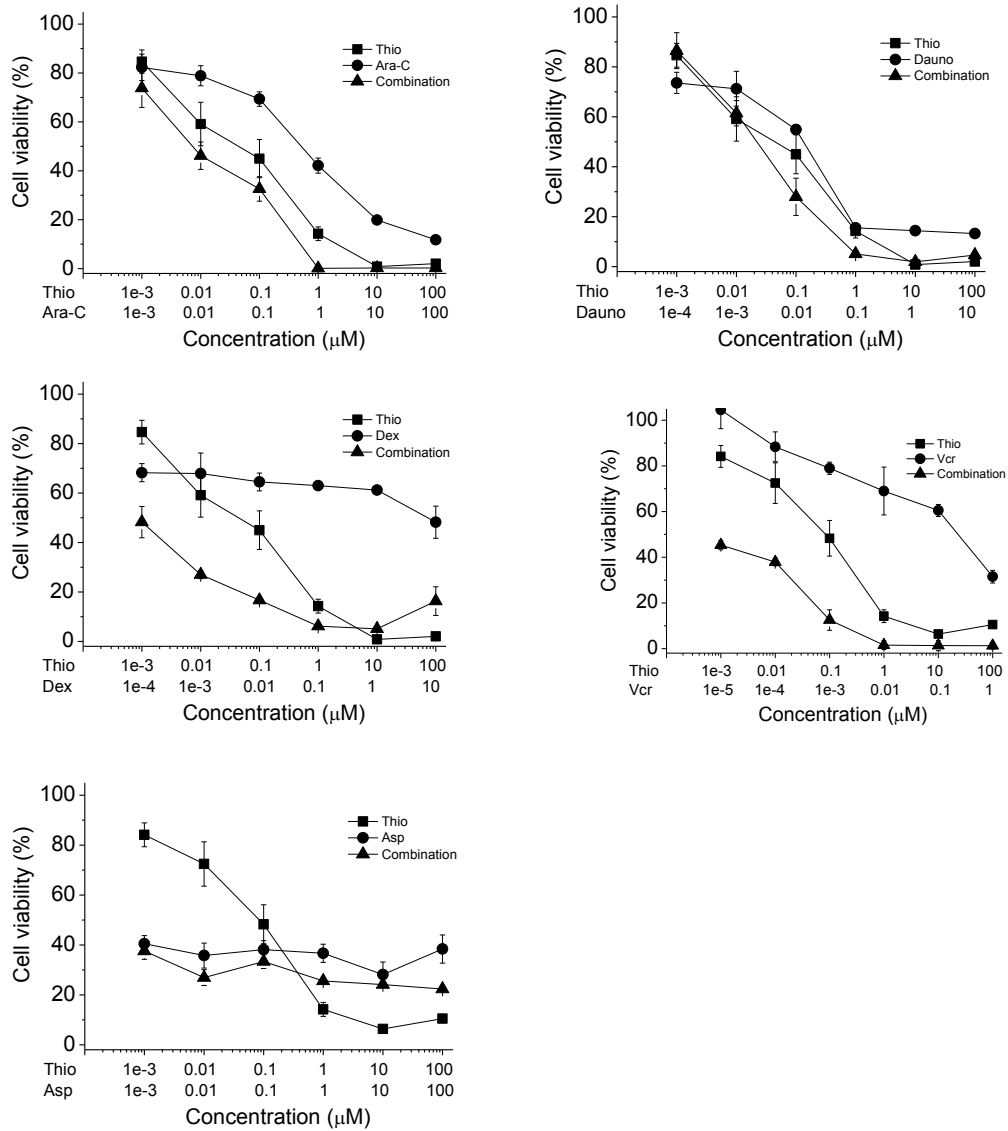 100
80
60
40
20
0
Cell viability (%)
Thio
Ara-C
Combination
Thio 1e-3 0.01 0.1 1 10 100
Ara-C 1e-3 0.01 0.1 1 10 100
Concentration (μM)
100
80
60
40
20
0
Cell viability (%)
Thio
Dauno
Combination
Thio 1e-3 0.01 0.1 1 10 100
Dauno 1e-4 1e-3 0.01 0.1 1 10
Concentration (μM)
100
80
60
40
20
0
Cell viability (%)
Thio
Dex
Combination
Thio 1e-3 0.01 0.1 1 10 100
Dex 1e-4 1e-3 0.01 0.1 1 10
Concentration (μM)
100
80
60
40
20
0
Cell viability (%)
Thio
Vcr
Combination
Thio 1e-3 0.01 0.1 1 10 100
Vcr 1e-5 1e-4 1e-3 0.01 0.1 1
Concentration (μM)
100
80
60
40
20
0
Cell viability (%)
Thio
Asp
Combination
Thio 1e-3 0.01 0.1 1 10 100
Asp 1e-3 0.01 0.1 1 10 100
Concentration (μM)